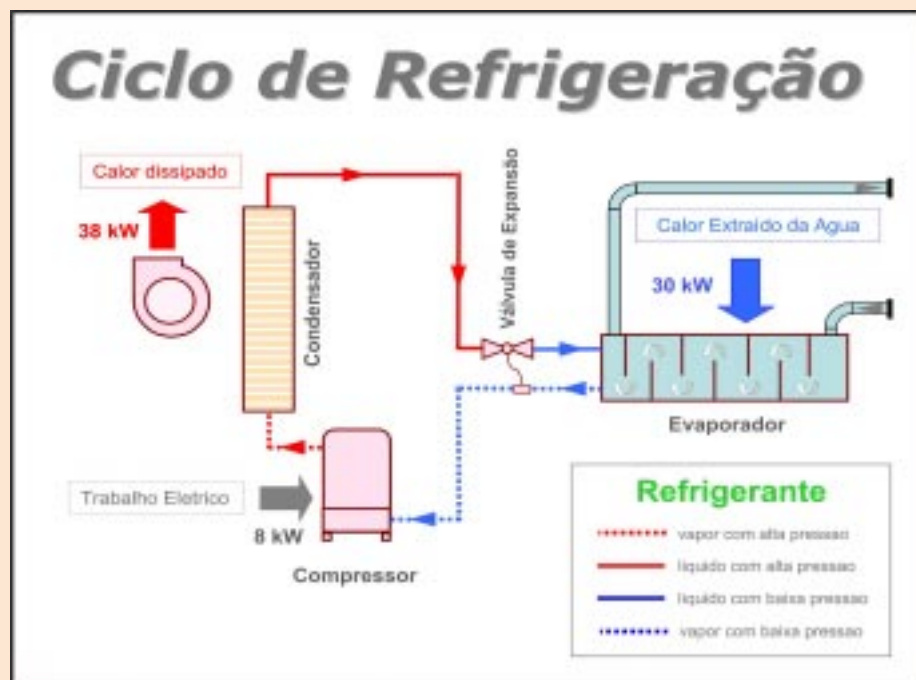 Ciclo de Refrigeração
Calor dissipado
38 kW
Condensador
Válvula de Expansão
Calor Extraido da Agua
30 kW
Evaporador
Trabalho Eletrico
8 kW
Compressor
Refrigerante
vapor com alta pressao
liquido com alta pressao
liquido com baixa pressao
vapor com baixa pressao